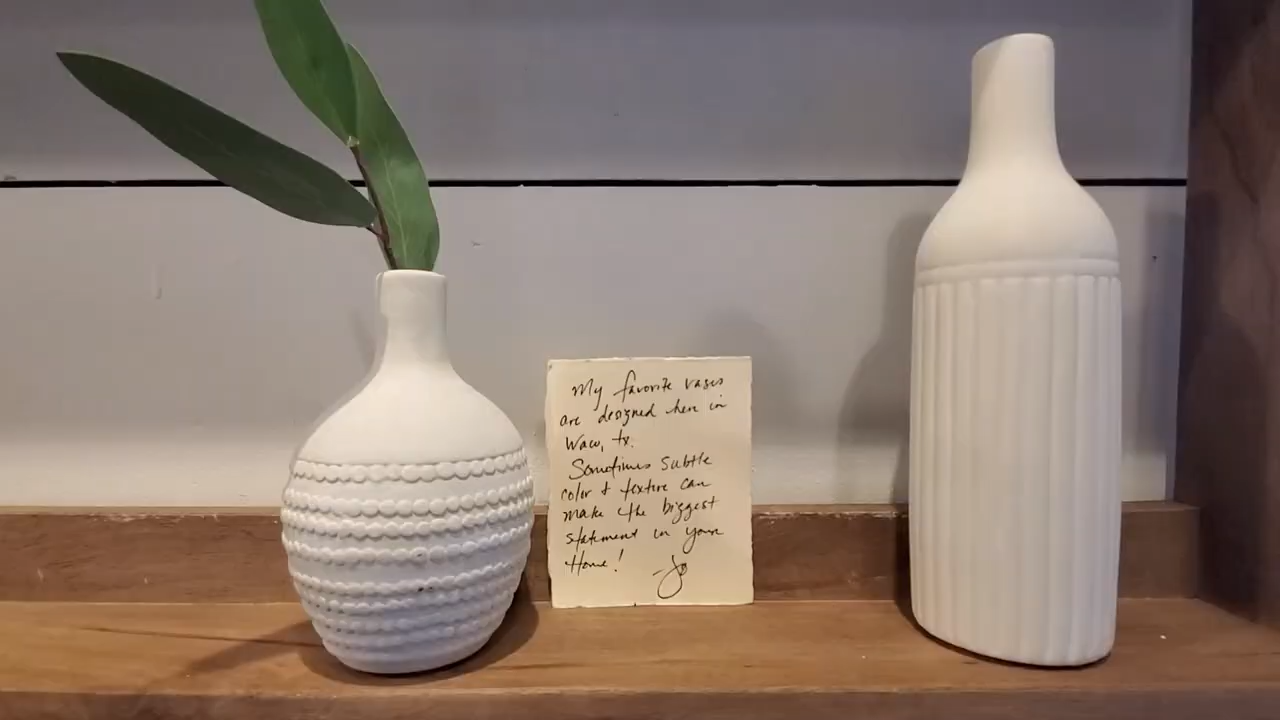 My favorite vases
are designed here in
Waco, tx.
Sometimes subtle
color & texture can
make the biggest
statement in your
Home!
-Jo